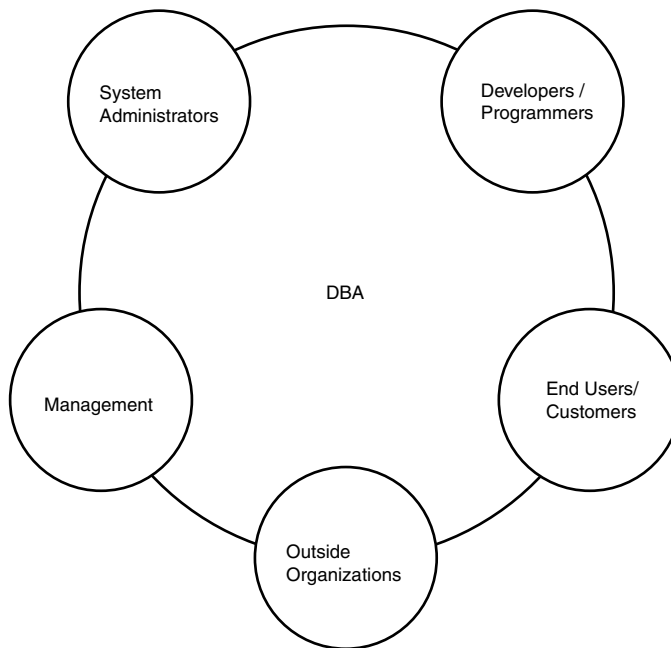 System
Administrators
Developers /
Programmers
DBA
Management
End Users/
Customers
Outside
Organizations